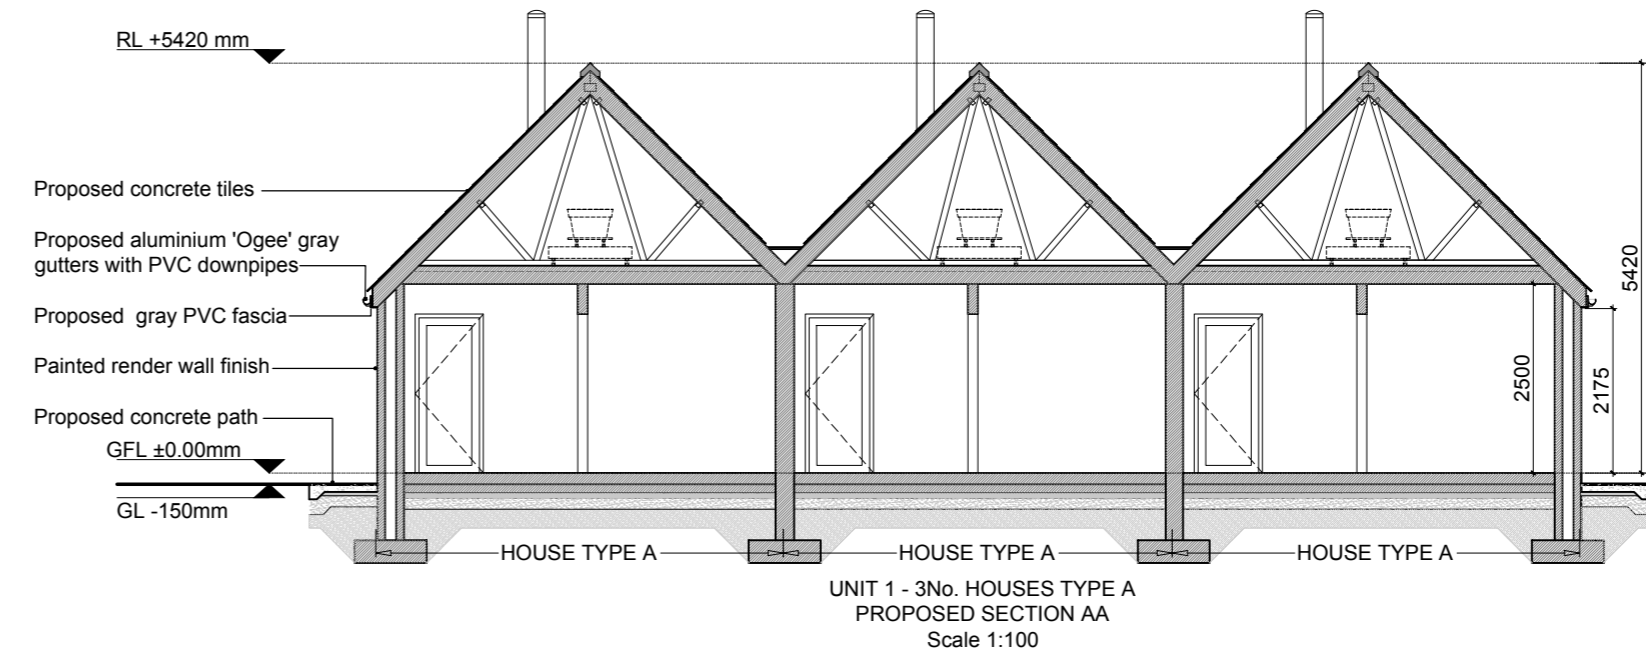 RL +5420 mm
Proposed concrete tiles
Proposed aluminium 'Ogee' gray
gutters with PVC downpipes
Proposed gray PVC fascia
Painted render wall finish
Proposed concrete path
GFL ±0.00mm
GL -150mm
2500
2175
5420
HOUSE TYPE A
HOUSE TYPE A
HOUSE TYPE A
UNIT 1 - 3No. HOUSES TYPE A
PROPOSED SECTION AA
Scale 1:100